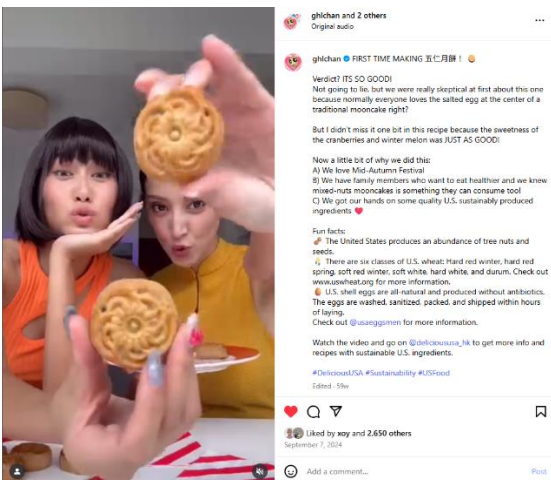 ghlchan and 2 others
Original audio
ghlchan FIRST TIME MAKING 五仁月餅！ 🥮
Verdict? ITS SO GOOD!
Not going to lie, but we were really skeptical at first about this one
because normally everyone loves the salted egg at the center of a
traditional mooncake right?
But I didn't miss it one bit in this recipe because the sweetness of
the cranberries and winter melon was JUST AS GOOD!
Now a little bit of why we did this:
A) We love Mid-Autumn Festival
B) We have family members who want to eat healthier and we knew
mixed-nuts mooncakes is something they can consume too!
C) We got our hands on some quality U.S. sustainably produced
ingredients ❤️
Fun facts:
🥜 The United States produces an abundance of tree nuts and
seeds.
🌾 There are six classes of U.S. wheat: Hard red winter, hard red
spring, soft red winter, soft white, hard white, and durum. Check out
www.uswheat.org for more information.
🥚 U.S. shell eggs are all-natural and produced without antibiotics.
The eggs are washed, sanitized, packed, and shipped within hours
of laying.
Check out @usaeggsmen for more information.
Watch the video and go on @delicioususa_hk to get more info and
recipes with sustainable U.S. ingredients.
#DeliciousUSA #Sustainability #USFood
Edited · 59w
Liked by xoy and 2,650 others
September 7, 2024
Add a comment...
Post